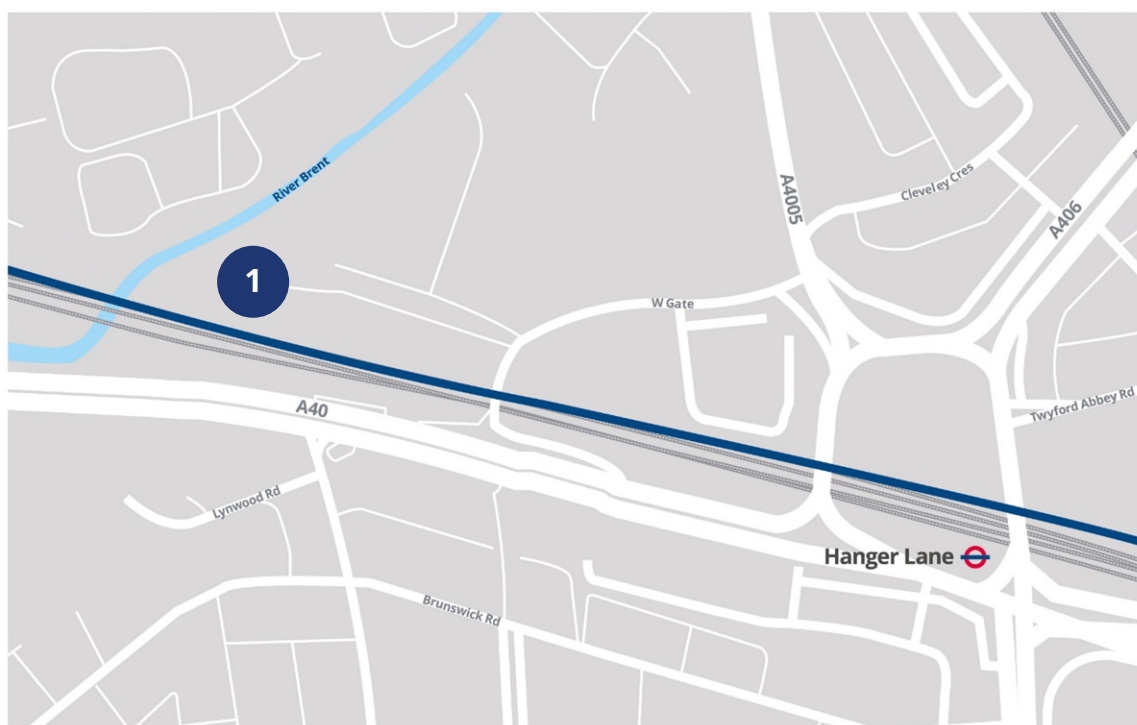 River Brent
1
A4005
Cleveley Cres
A406
W Gate
A40
Twyford Abbey Rd
Lynwood Rd
Hanger Lane
Brunswick Rd